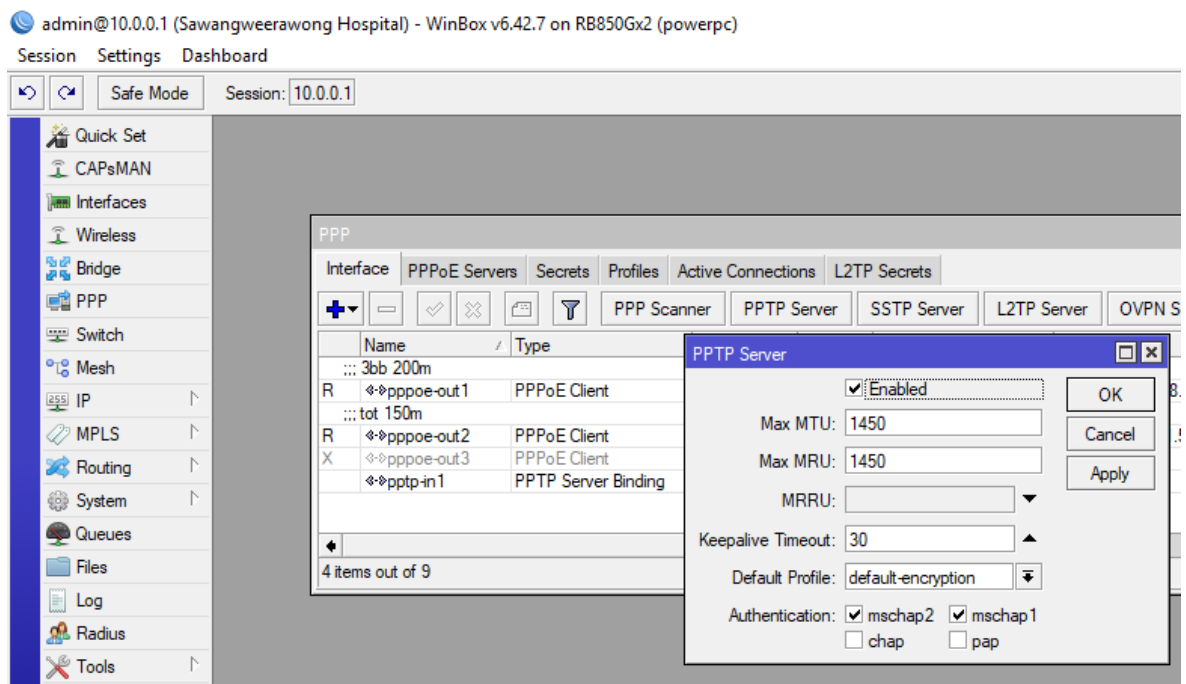 admin@10.0.0.1 (Sawangweerawong Hospital) - WinBox v6.42.7 on RB850Gx2 (powerpc)
Session Settings Dashboard
Safe Mode Session: 10.0.0.1
Quick Set
CAPsMAN
Interfaces
Wireless
Bridge
PPP
Switch
Mesh
255 IP
MPLS
Routing
System
Queues
Files
Log
Radius
Tools
PPP
Interface PPPoE Servers Secrets Profiles Active Connections L2TP Secrets
PPP Scanner PPTP Server SSTP Server L2TP Server OVPN S
Name Type
;;; 3bb 200m
R pppoe-out1 PPPoE Client 8.
;;; tot 150m
R pppoe-out2 PPPoE Client .5
X pppoe-out3 PPPoE Client
pptp-in1 PPTP Server Binding
4 items out of 9
PPTP Server
Enabled
Max MTU: 1450
Max MRU: 1450
MRRU:
Keepalive Timeout: 30
Default Profile: default-encryption
Authentication: mschap2 mschap1
chap pap
OK
Cancel
Apply